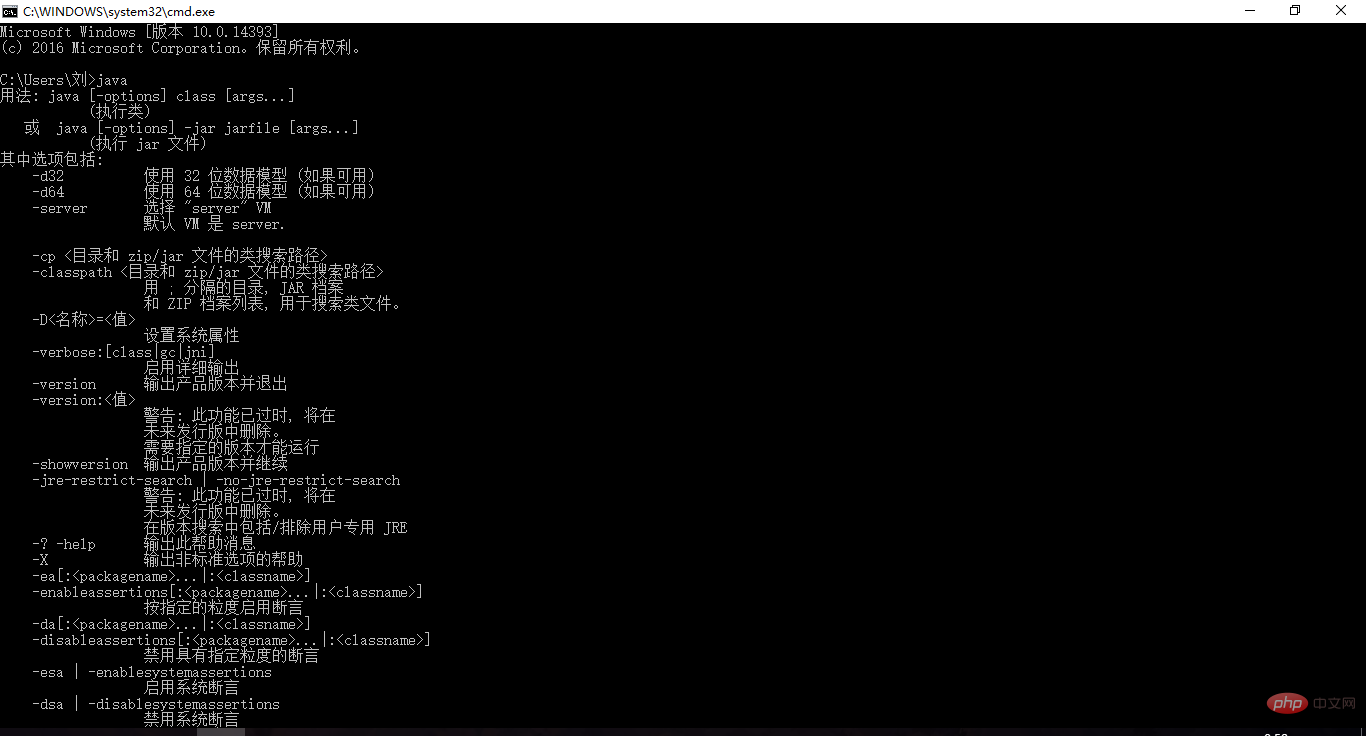 C:\WINDOWS\system32\cmd.exe
Microsoft Windows [版本 10.0.14393]
(c) 2016 Microsoft Corporation。保留所有权利。
C:\Users\刘>java
用法: java [-options] class [args...]
(执行类)
或 java [-options] -jar jarfile [args...]
(执行 jar 文件)
其中选项包括:
-d32 使用 32 位数据模型 (如果可用)
-d64 使用 64 位数据模型 (如果可用)
-server 选择 "server" VM
默认 VM 是 server.
-cp <目录和 zip/jar 文件的类搜索路径>
-classpath <目录和 zip/jar 文件的类搜索路径>
用 ; 分隔的目录, JAR 档案
和 ZIP 档案列表, 用于搜索类文件。
-D<名称>=<值>
设置系统属性
-verbose:[class|gc|jni]
启用详细输出
-version 输出产品版本并退出
-version:<值>
警告: 此功能已过时, 将在
未来发行版中删除。
需要指定的版本才能运行
-showversion 输出产品版本并继续
-jre-restrict-search | -no-jre-restrict-search
警告: 此功能已过时, 将在
未来发行版中删除。
在版本搜索中包括/排除用户专用 JRE
-? -help 输出此帮助消息
-X 输出非标准选项的帮助
-ea[:<packagename>...|:<classname>]
-enableassertions[:<packagename>...|:<classname>]
按指定的粒度启用断言
-da[:<packagename>...|:<classname>]
-disableassertions[:<packagename>...|:<classname>]
禁用具有指定粒度的断言
-esa | -enablesystemassertions
启用系统断言
-dsa | -disablesystemassertions
禁用系统断言
php 中文网